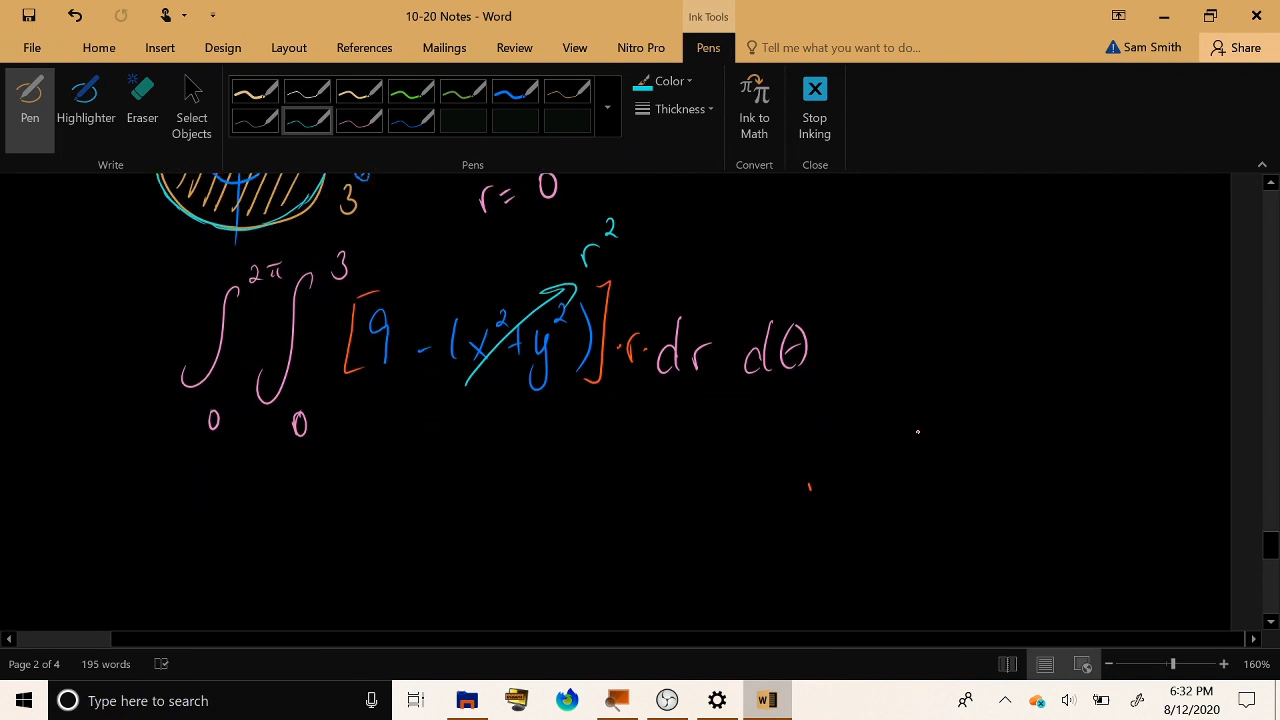 10-20 Notes - Word
Ink Tools
File Home Insert Design Layout References Mailings Review View Nitro Pro Pens Tell me what you want to do... Sam Smith Share
Pen Highlighter Eraser Select Objects Color Thickness Ink to Math Stop Inking
Write Pens Convert Close
3
r = 0
r²
∫₀^{2π} ∫₀^3 [9 - (x² + y²)] · r · dr dθ
Page 2 of 4 195 words 160%
Type here to search
6:32 PM
8/12/2020